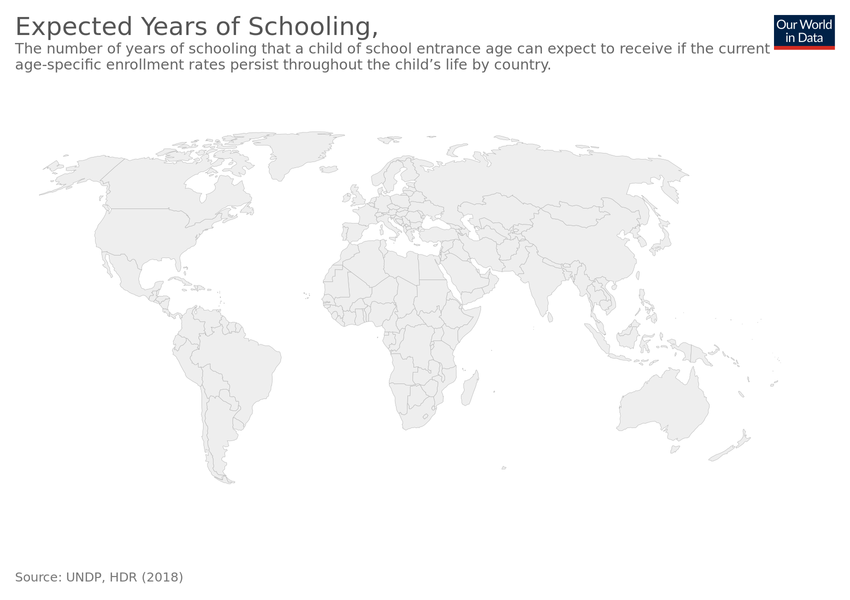 Expected Years of Schooling,
The number of years of schooling that a child of school entrance age can expect to receive if the current
age-specific enrollment rates persist throughout the child’s life by country.
Our World
in Data
Source: UNDP, HDR (2018)